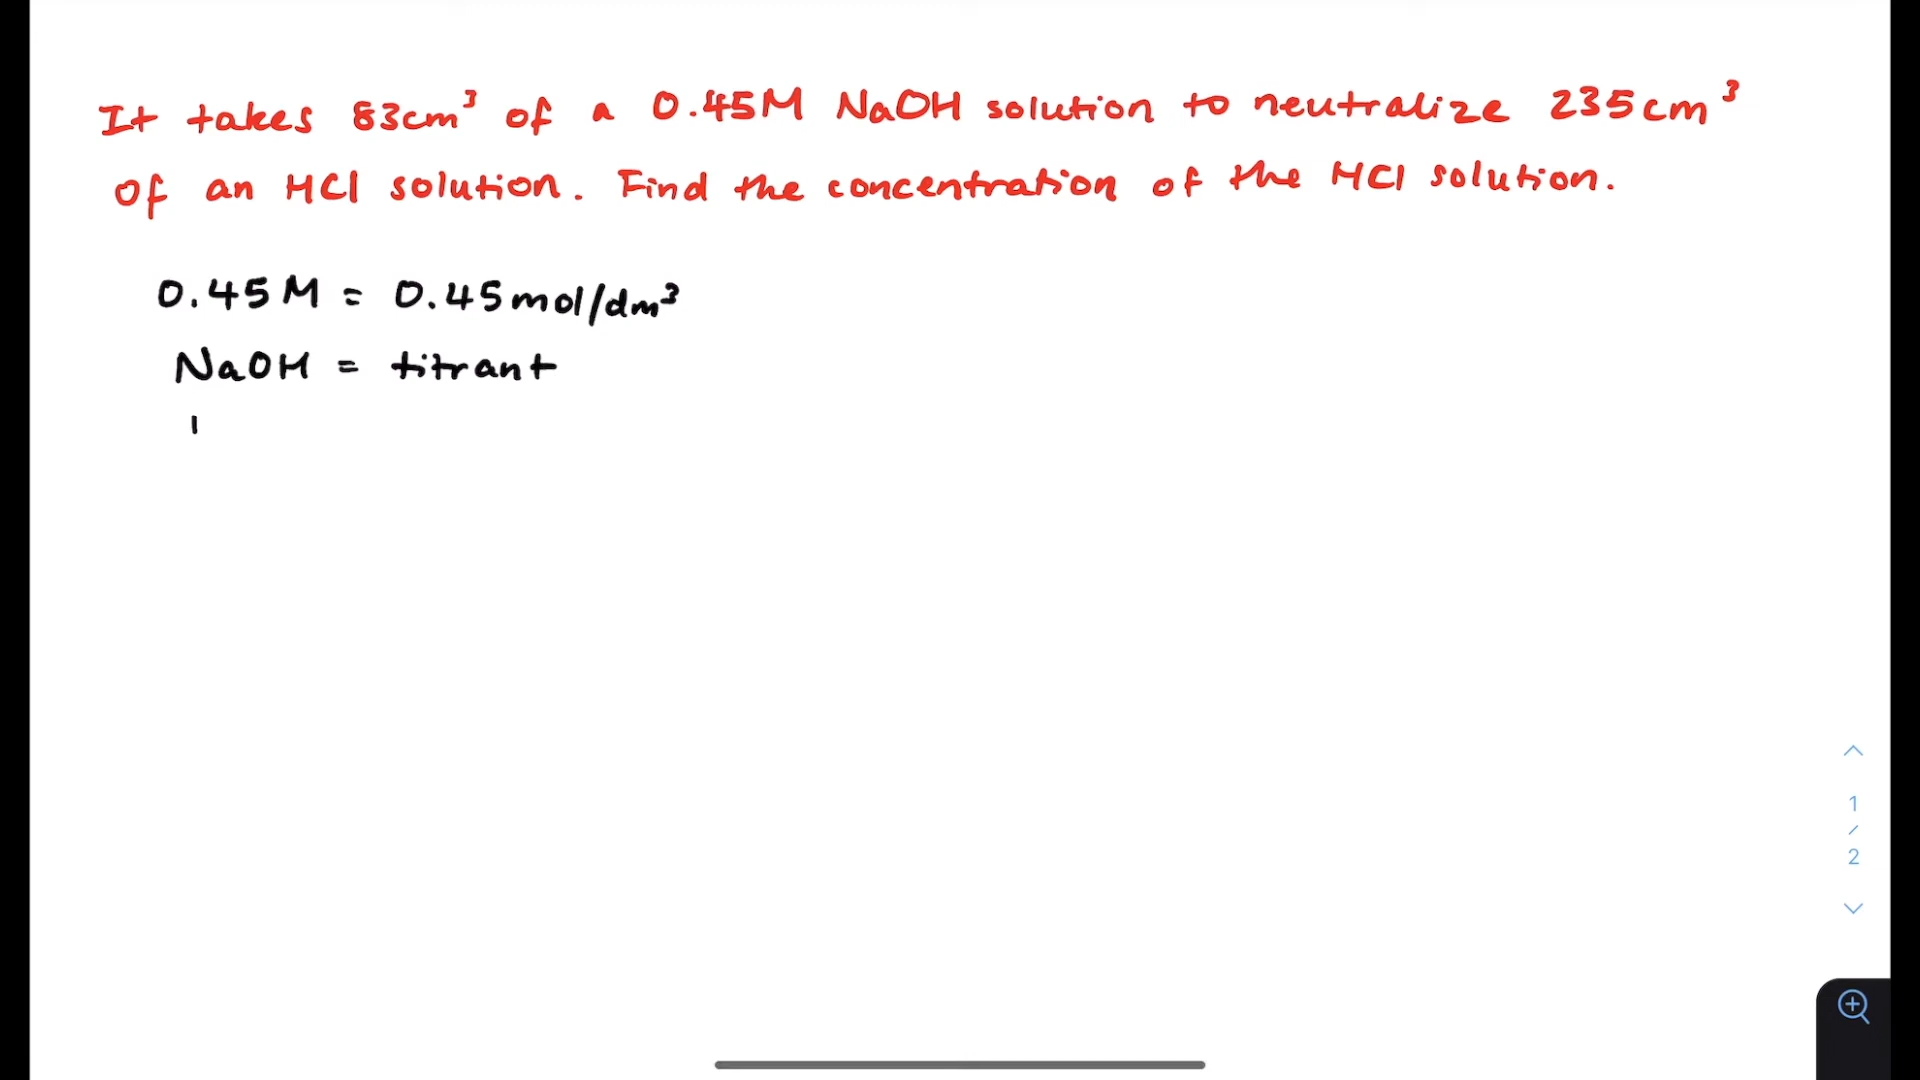 It takes 83cm³ of a 0.45M NaOH solution to neutralize 235cm³
of an HCl solution. Find the concentration of the HCl solution.
0.45M = 0.45mol/dm³
NaOH = titrant
1
/
2